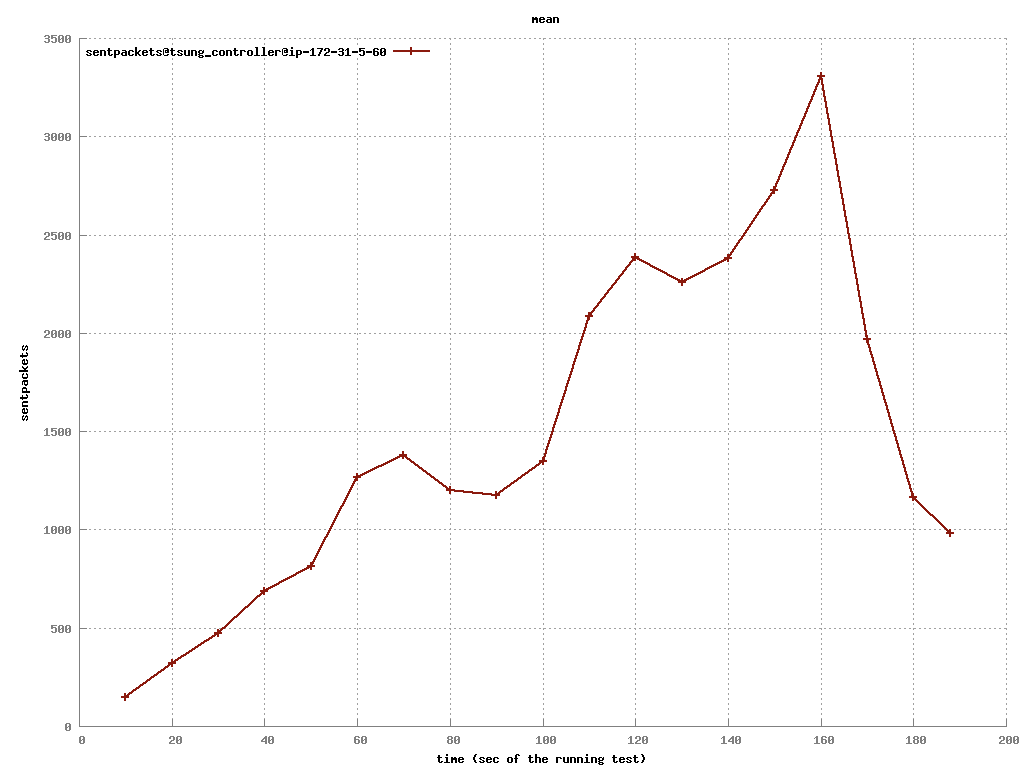 mean
sentpackets@tsung_controller@ip-172-31-5-60
3500
3000
2500
2000
1500
1000
500
0
sentpackets
0 20 40 60 80 100 120 140 160 180 200
time (sec of the running test)